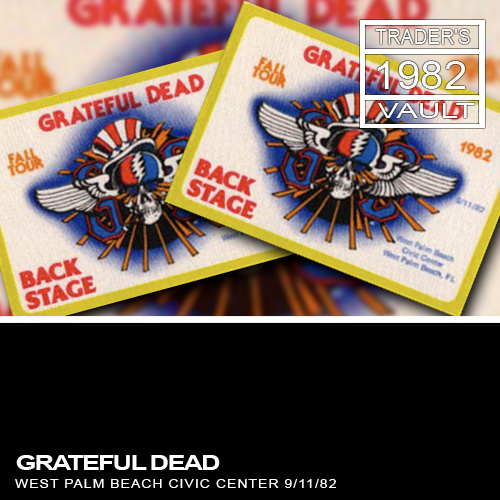 GRATEFUL DEAD
TRADER'S
1982
VAULT
GRATEFUL DEAD
FALL
TOUR
BACK
STAGE
GRATEFUL DEAD
FALL
TOUR
1982
BACK
STAGE
9/11/82
West Palm Beach
Civic Center
West Palm Beach, FL
GRATEFUL DEAD
WEST PALM BEACH CIVIC CENTER 9/11/82